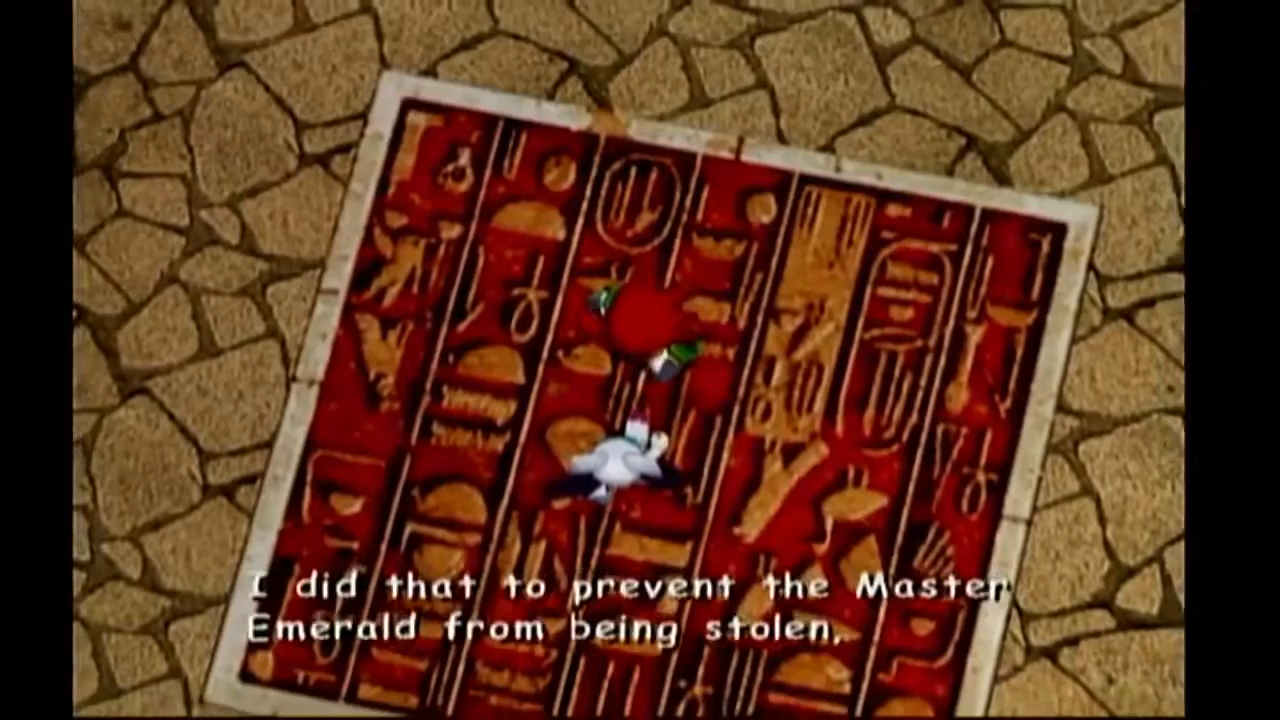 I did that to prevent the Master
Emerald from being stolen,